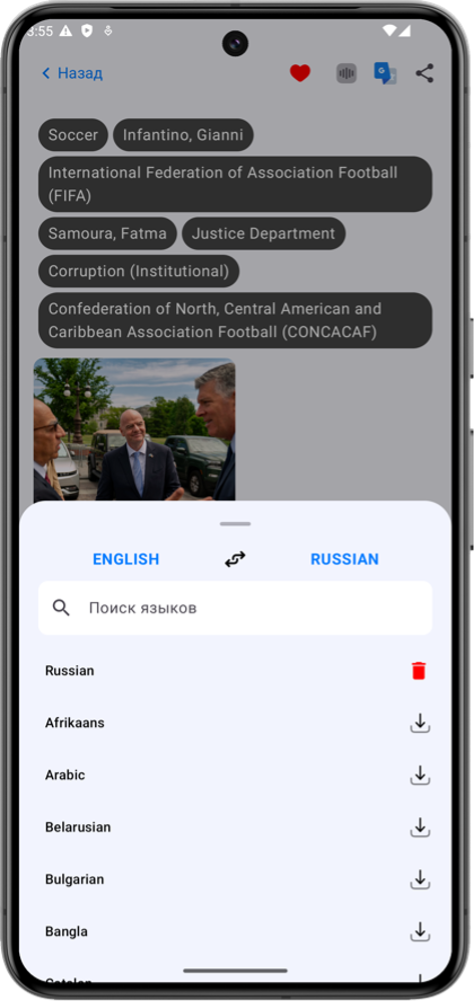 3:55
Назад
Soccer Infantino, Gianni
International Federation of Association Football
(FIFA)
Samoura, Fatma Justice Department
Corruption (Institutional)
Confederation of North, Central American and
Caribbean Association Football (CONCACAF)
ENGLISH RUSSIAN
Поиск языков
Russian
Afrikaans
Arabic
Belarusian
Bulgarian
Bangla